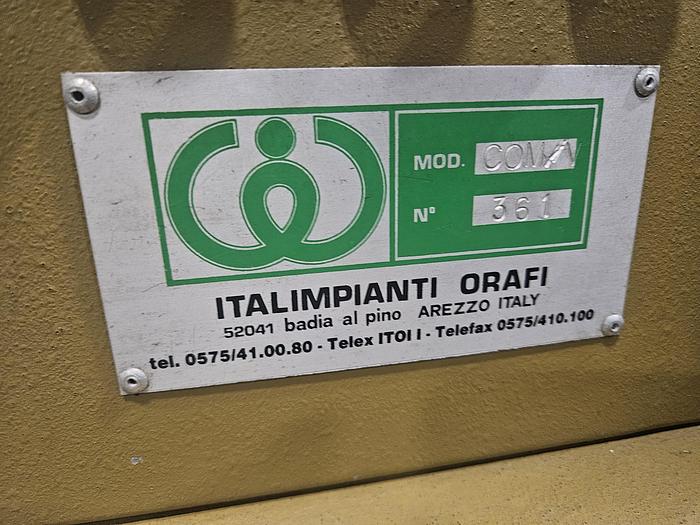 MOD. COM/V
N° 361
ITALIMPIANTI ORAFI
52041 badia al pino AREZZO ITALY
tel. 0575/41.00.80 - Telex ITOI I - Telefax 0575/410.100